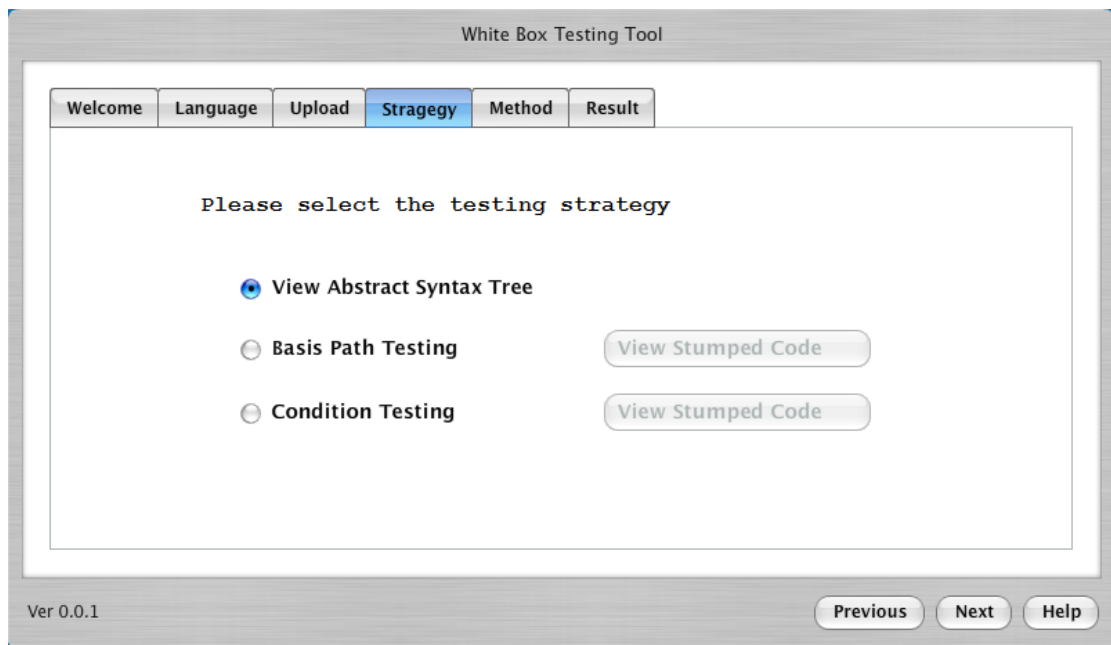 White Box Testing Tool
Welcome Language Upload Stragegy Method Result
Please select the testing strategy
View Abstract Syntax Tree
Basis Path Testing View Stumped Code
Condition Testing View Stumped Code
Ver 0.0.1 Previous Next Help